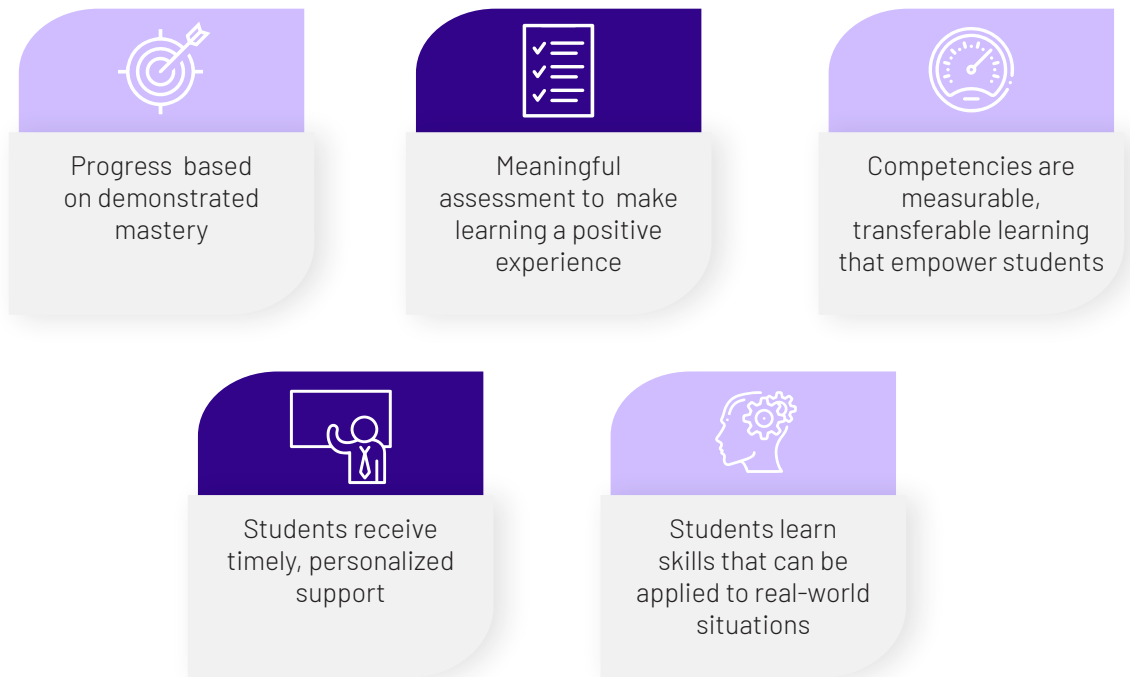 Progress based
on demonstrated
mastery
Meaningful
assessment to make
learning a positive
experience
Competencies are
measurable,
transferable learning
that empower students
Students receive
timely, personalized
support
Students learn
skills that can be
applied to real-world
situations